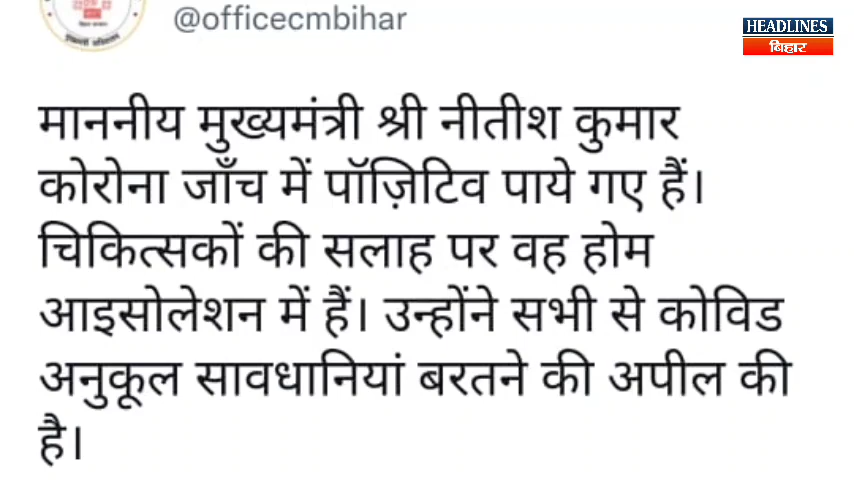 @officecmbihar
HEADLINES
बिहार
माननीय मुख्यमंत्री श्री नीतीश कुमार
कोरोना जाँच में पॉज़िटिव पाये गए हैं।
चिकित्सकों की सलाह पर वह होम
आइसोलेशन में हैं। उन्होंने सभी से कोविड
अनुकूल सावधानियां बरतने की अपील की
है।